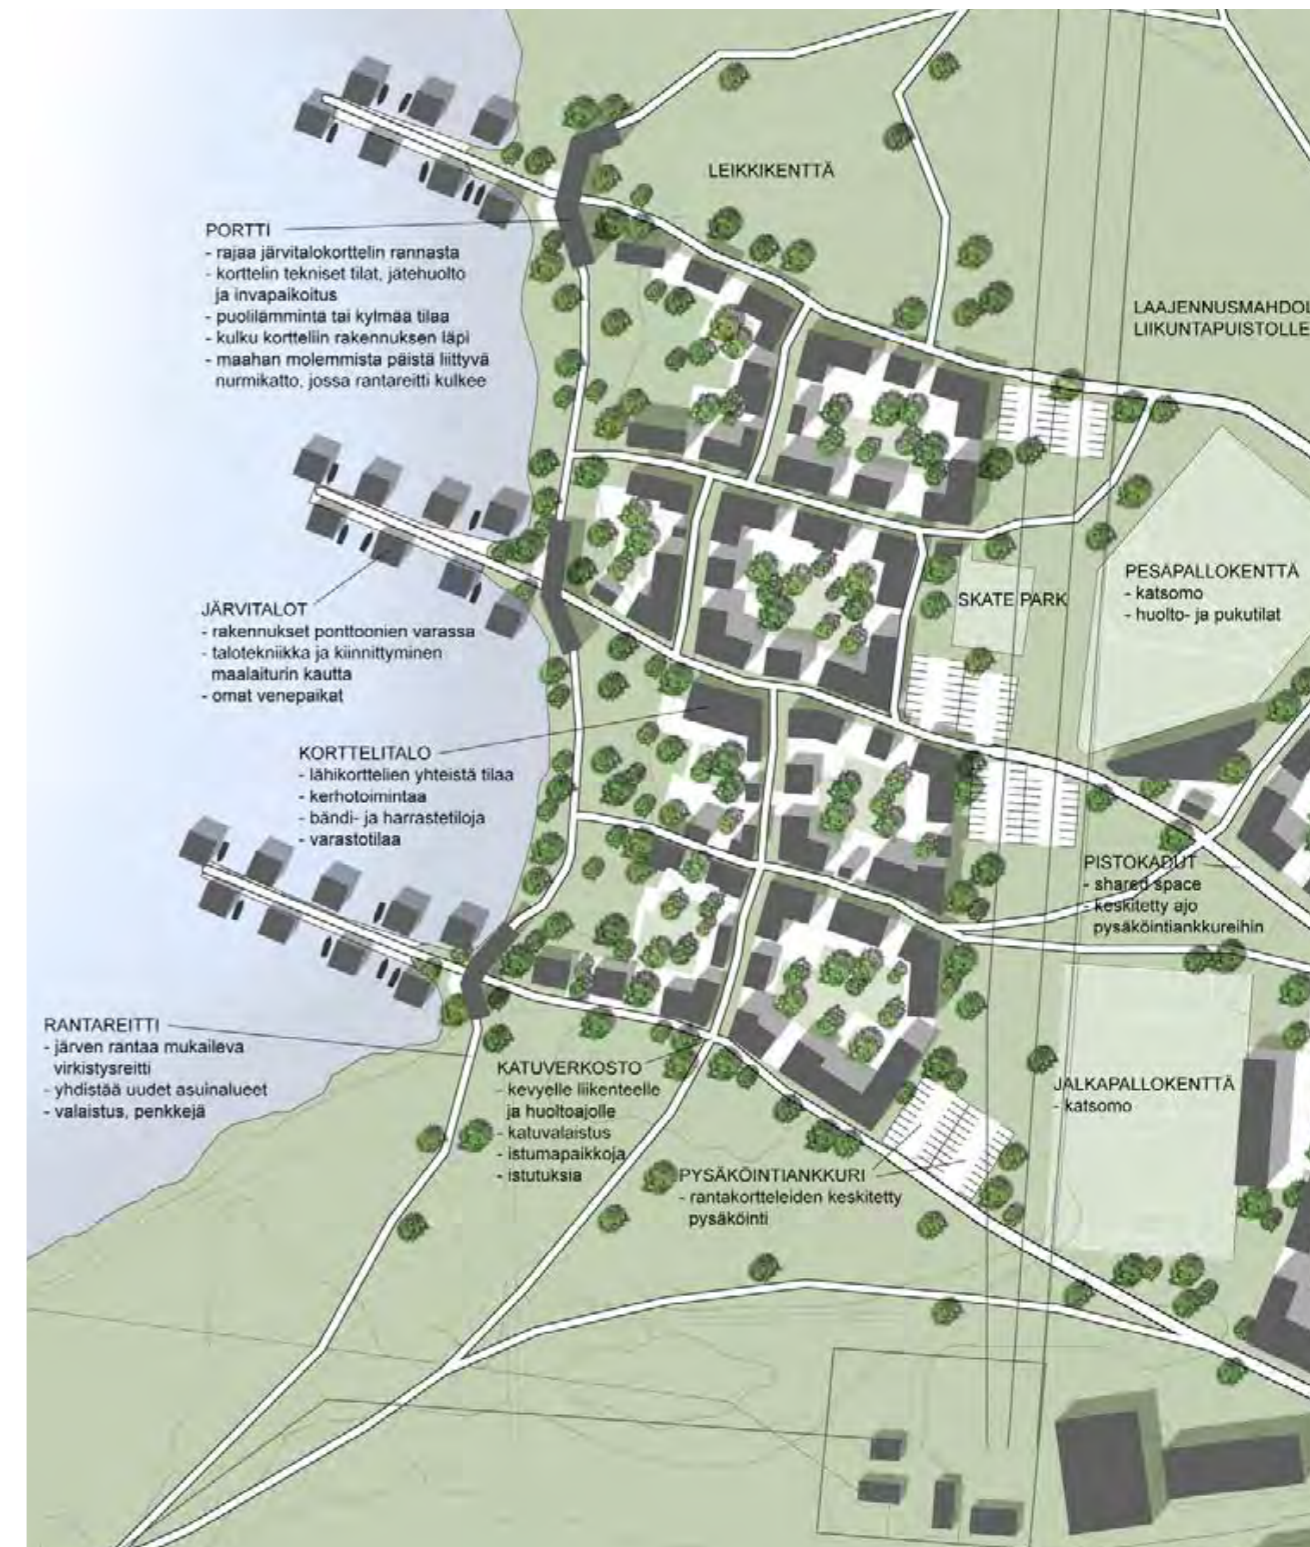 LEIKKIKENTTÄ
PORTTI
- rajaa järvitalokorttelin rannasta
- korttelin tekniset tilat, jätehuolto
ja invapaikoitus
- puolilämmintä tai kylmää tilaa
- kulku kortteliin rakennuksen läpi
- maahan molemmista päistä liittyvä
nurmikatto, jossa rantareitti kulkee
LAAJENNUSMAHDOI
LIIKUNTAPUISTOLLE
PESÄPALLOKENTTÄ
- katsomo
- huolto- ja pukutilat
SKATE PARK
JÄRVITALOT
- rakennukset ponttoonien varassa
- talotekniikka ja kiinnittyminen
maalaiturin kautta
- omat venepaikat
KORTTELITALO
- lähikorttelien yhteistä tilaa
- kerhotoimintaa
- bändi- ja harrastetiloja
- varastotilaa
PISTOKADUT
- shared space
- keskitetty ajo
pysäköintiankkureihin
RANTAREITTI
- järven rantaa mukaileva
virkistysreitti
- yhdistää uudet asuinalueet
- valaistus, penkkejä
KATUVERKOSTO
- kevyelle liikenteelle
ja huoltoajolle
- katuvalaistus
- istumapaikkoja
- istutuksia
JALKAPALLOKENTTÄ
- katsomo
PYSÄKÖINTIANKKURI
- rantakortteleiden keskitetty
pysäköinti